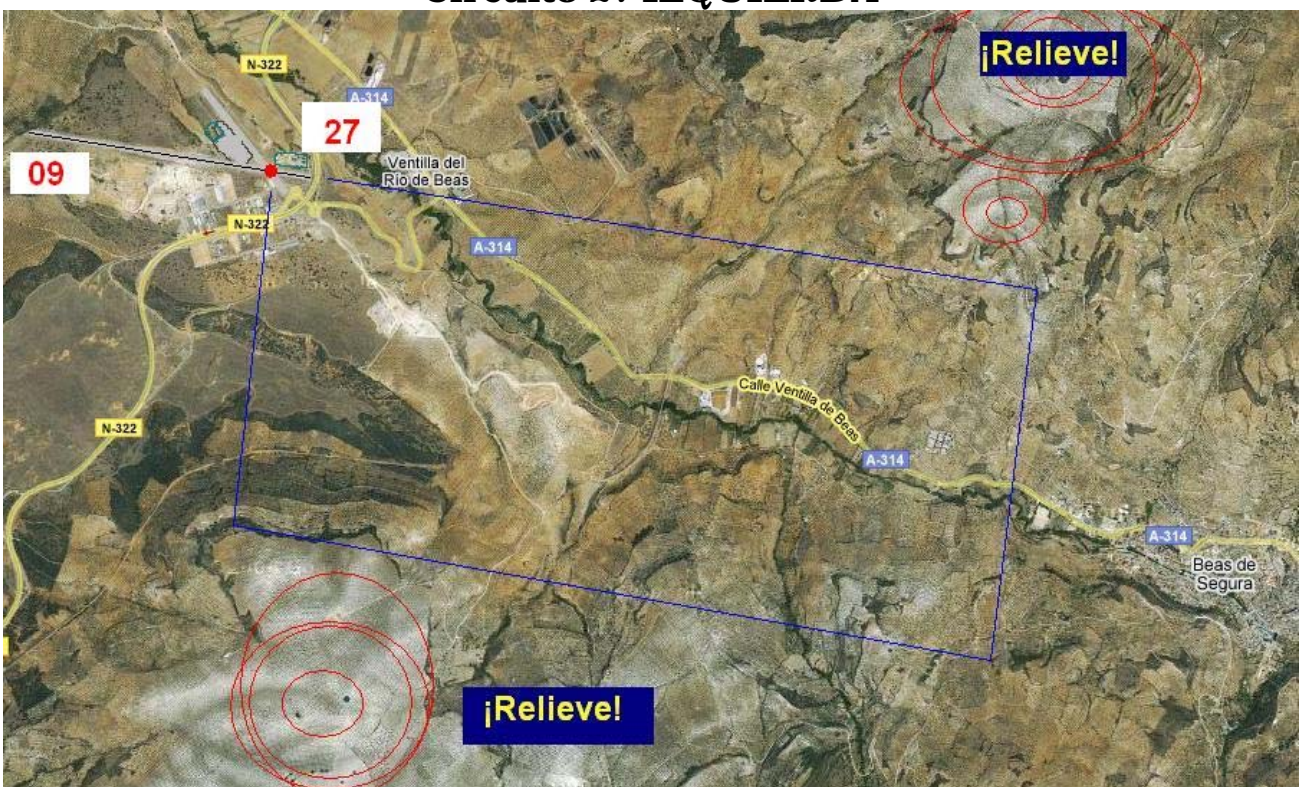 ¡Relieve!
N-322
A-314
27
09
Ventilla del
Río de Beas
N-322
A-314
Calle Ventilla de Beas
N-322
A-314
A-314
Beas de
Segura
¡Relieve!